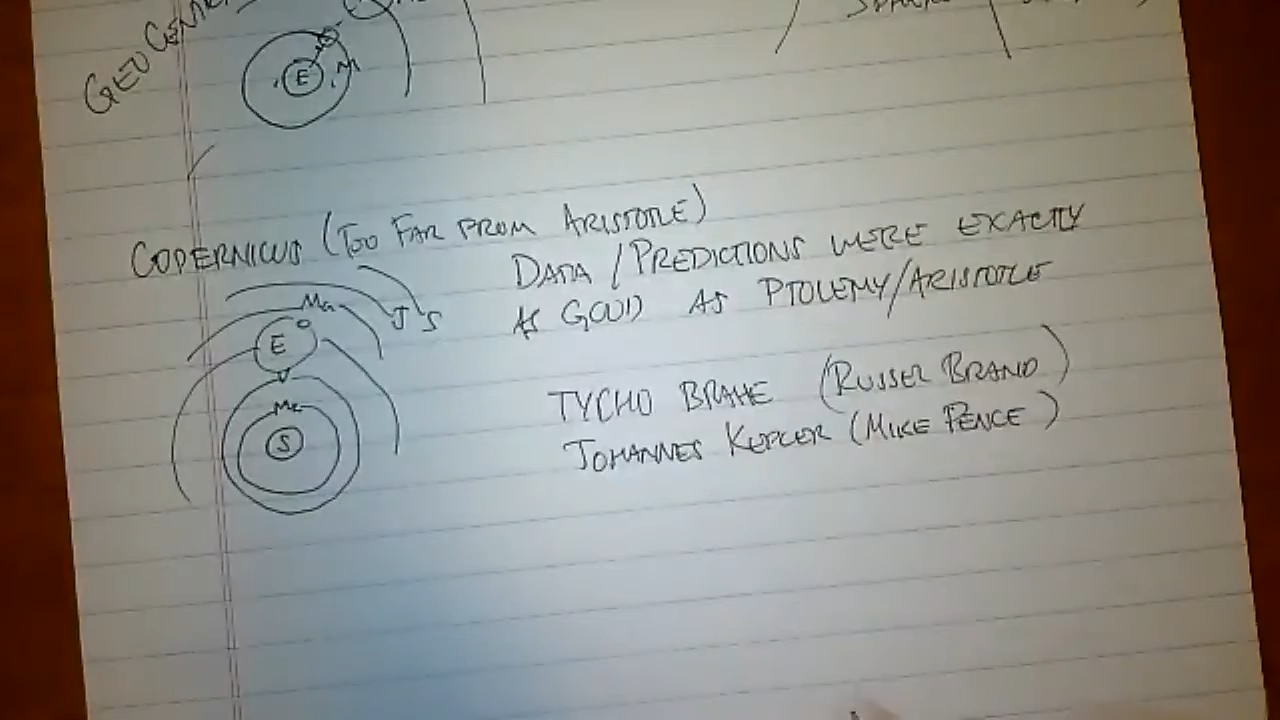 GEOCENTR
E
M
COPERNICUS (TOO FAR FROM ARISTOTLE)
DATA / PREDICTIONS WERE EXACTLY
AS GOOD AS PTOLEMY/ARISTOTLE
Ma
J
S
E
V
Me
S
TYCHO BRAHE (RUSSEL BRAND)
JOHANNES KEPLER (MIKE PENCE)